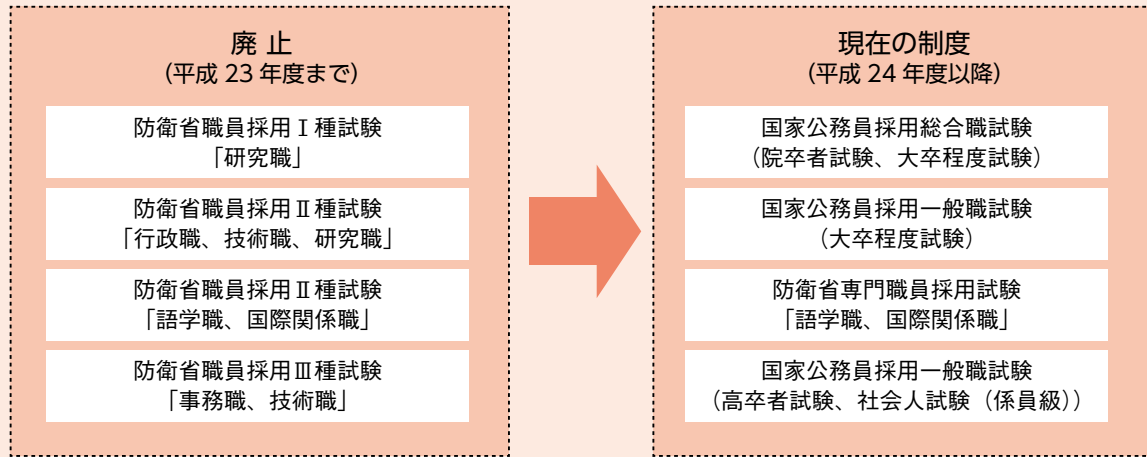 廃 止
(平成 23 年度まで)
防衛省職員採用Ⅰ種試験
「研究職」
防衛省職員採用Ⅱ種試験
「行政職、技術職、研究職」
防衛省職員採用Ⅱ種試験
「語学職、国際関係職」
防衛省職員採用Ⅲ種試験
「事務職、技術職」
現在の制度
(平成 24 年度以降)
国家公務員採用総合職試験
(院卒者試験、大卒程度試験)
国家公務員採用一般職試験
(大卒程度試験)
防衛省専門職員採用試験
「語学職、国際関係職」
国家公務員採用一般職試験
(高卒者試験、社会人試験(係員級))